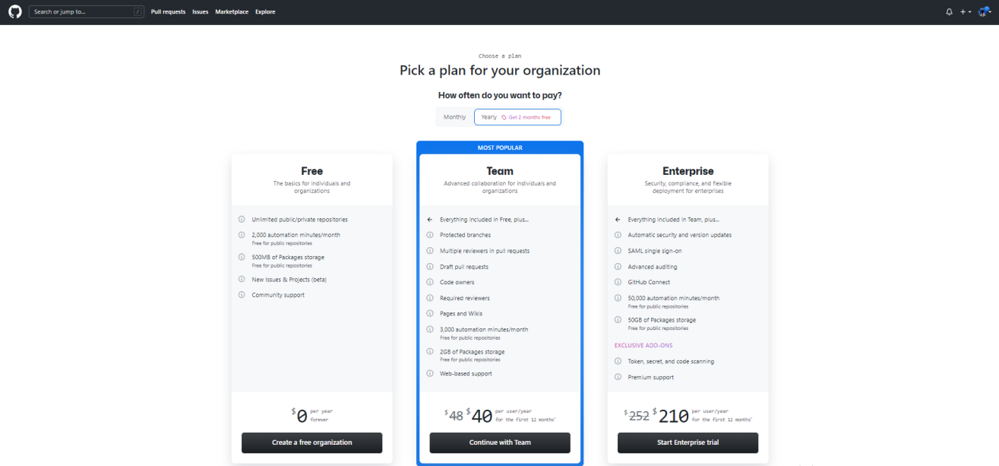 Search or jump to... /
Pull requests
Issues
Marketplace
Explore
Choose a plan
Pick a plan for your organization
How often do you want to pay?
Monthly
Yearly Get 2 months free
Free
The basics for individuals and
organizations
Unlimited public/private repositories
2,000 automation minutes/month
Free for public repositories
500MB of Packages storage
Free for public repositories
New Issues & Projects (beta)
Community support
$0 per year
forever
Create a free organization
MOST POPULAR
Team
Advanced collaboration for individuals and
organizations
← Everything included in Free, plus...
Protected branches
Multiple reviewers in pull requests
Draft pull requests
Code owners
Required reviewers
Pages and Wikis
3,000 automation minutes/month
Free for public repositories
2GB of Packages storage
Free for public repositories
Web-based support
$48 $40 per user/year
for the first 12 months*
Continue with Team
Enterprise
Security, compliance, and flexible
deployment for enterprises
← Everything included in Team, plus...
Automatic security and version updates
SAML single sign-on
Advanced auditing
GitHub Connect
50,000 automation minutes/month
Free for public repositories
50GB of Packages storage
Free for public repositories
EXCLUSIVE ADD-ONS
Token, secret, and code scanning
Premium support
$252 $210 per user/year
for the first 12 months*
Start Enterprise trial